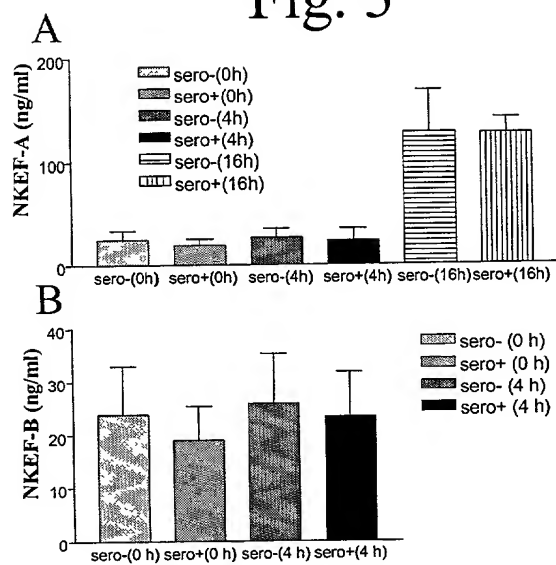 Fig. 5
A
NKEF-A (ng/ml)
200
100
0
sero-(0h)
sero+(0h)
sero-(4h)
sero+(4h)
sero-(16h)
sero+(16h)
sero-(0h) sero+(0h) sero-(4h) sero+(4h) sero-(16h) sero+(16h)
B
NKEF-B (ng/ml)
40
30
20
10
0
sero- (0 h)
sero+ (0 h)
sero- (4 h)
sero+ (4 h)
sero-(0 h) sero+(0 h) sero-(4 h) sero+(4 h)